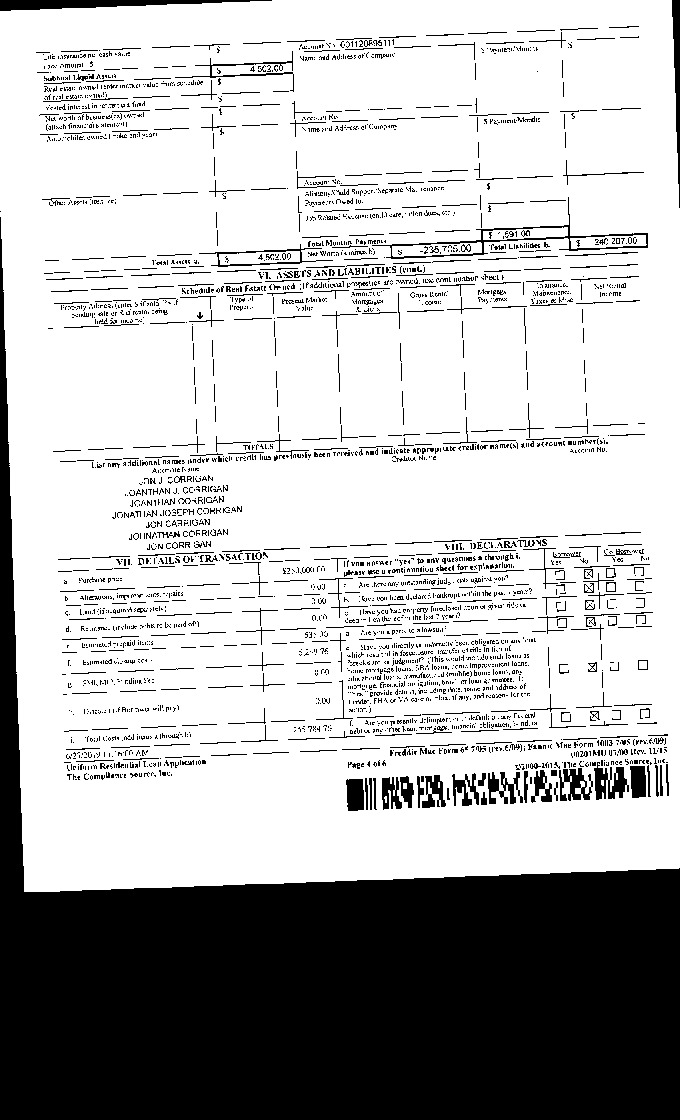 Account No. 601120895111
Life insurance net cash value $
Name and Address of Company $ Payment/Months $
Face Amount $
Subtotal Liquid Assets $ 4,502.00
Real estate owned (enter market value from schedule of real estate owned) $
Vested interest in retirement fund $
Net worth of business(es) owned $
(attach financial statement)
Account No.
Automobiles owned (make and year) $
Name and Address of Company $ Payment/Months $
Account No.
Other Assets (itemize) $
Alimony/Child Support/Separate Maintenance Payments Owed to: $
Job Related Expense (child care, union dues, etc.) $
Total Monthly Payments $ 1,591.00
Total Assets a. $ 4,502.00 Net Worth (a minus b) $ -235,705.00 Total Liabilities b. $ 240,207.00
VI. ASSETS AND LIABILITIES (cont.)
Schedule of Real Estate Owned (If additional properties are owned, use continuation sheet.)
Property Address (enter S if sold, PS if pending sale or R if rental being held for income)
Type of Property
Present Market Value
Amount of Mortgages & Liens
Gross Rental Income
Mortgage Payments
Insurance, Maintenance, Taxes & Misc.
Net Rental Income
TOTALS
List any additional names under which credit has previously been received and indicate appropriate creditor name(s) and account number(s).
Alternate Name Creditor Name Account No.
JON J. CORRIGAN
JOANTHAN J. CORRIGAN
JOANTHAN CORRIGAN
JONATHAN JOSEPH CORRIGAN
JON CARRIGAN
JOHNATHAN CORRIGAN
JON CORRIGAN
VII. DETAILS OF TRANSACTION
a. Purchase price
b. Alterations, improvements, repairs 0.00
c. Land (if acquired separately) 0.00
d. Refinance (include debts to be paid off) 0.00
e. Estimated prepaid items
f. Estimated closing costs
g. PMI, MIP, Funding Fee 0.00
h. Discount (if Borrower will pay) 0.00
i. Total Costs (add items a through h)
VIII. DECLARATIONS
If you answer "yes" to any questions a through i, please use a continuation sheet for explanation.
Borrower Co-Borrower
Yes No Yes No
a. Are there any outstanding judgments against you?
b. Have you been declared bankrupt within the past 7 years?
c. Have you had property foreclosed upon or given title or deed in lieu thereof in the last 7 years?
d. Are you a party to a lawsuit?
e. Have you directly or indirectly been obligated on any loan which resulted in foreclosure, transfer of title in lieu of foreclosure, or judgment? (This would include such loans as home mortgage loans, SBA loans, home improvement loans, educational loans, manufactured (mobile) home loans, any mortgage, financial obligation, bond, or loan guarantee. If "Yes," provide details, including date, name and address of Lender, FHA or VA case number, if any, and reasons for the action.)
f. Are you presently delinquent or in default on any Federal debt or any other loan, mortgage, financial obligation, bond, or
Uniform Residential Loan Application
The Compliance Source, Inc.
Page 4 of 6
Freddie Mac Form 65 7/05 (rev.6/09); Fannie Mae Form 1003 7/05 (rev.6/09)
00201MU 07/00 Rev. 11/15
©2000-2015, The Compliance Source, Inc.